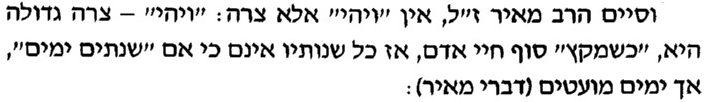 וסיים הרב מאיר ז״ל, אין ״ויהי״ אלא צרה: ״ויהי״ – צרה גדולה
היא, ״כשמקץ״ סוף חיי אדם, אז כל שנותיו אינם כי אם ״שנתים ימים״,
אך ימים מועטים (דברי מאיר):